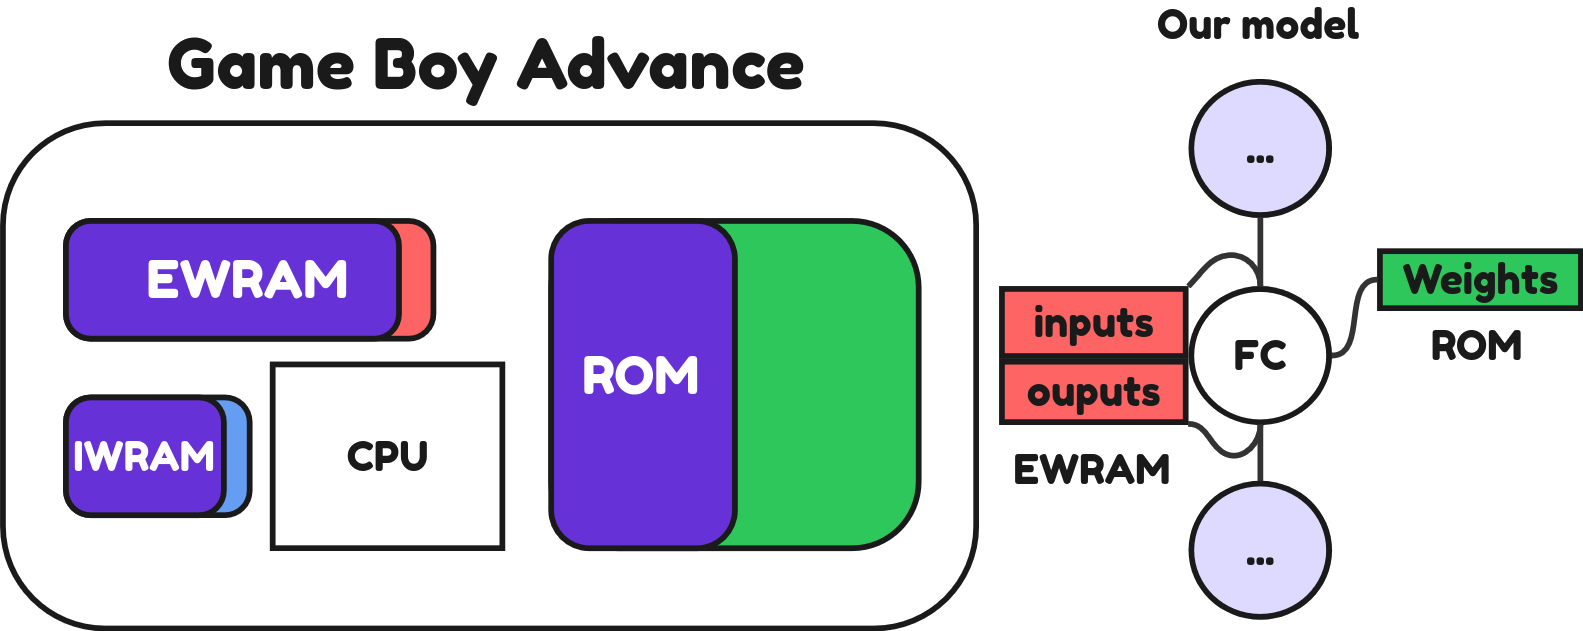 Game Boy Advance
EWRAM
IWRAM
CPU
ROM
Our model
...
inputs
ouputs
EWRAM
FC
Weights
ROM
...